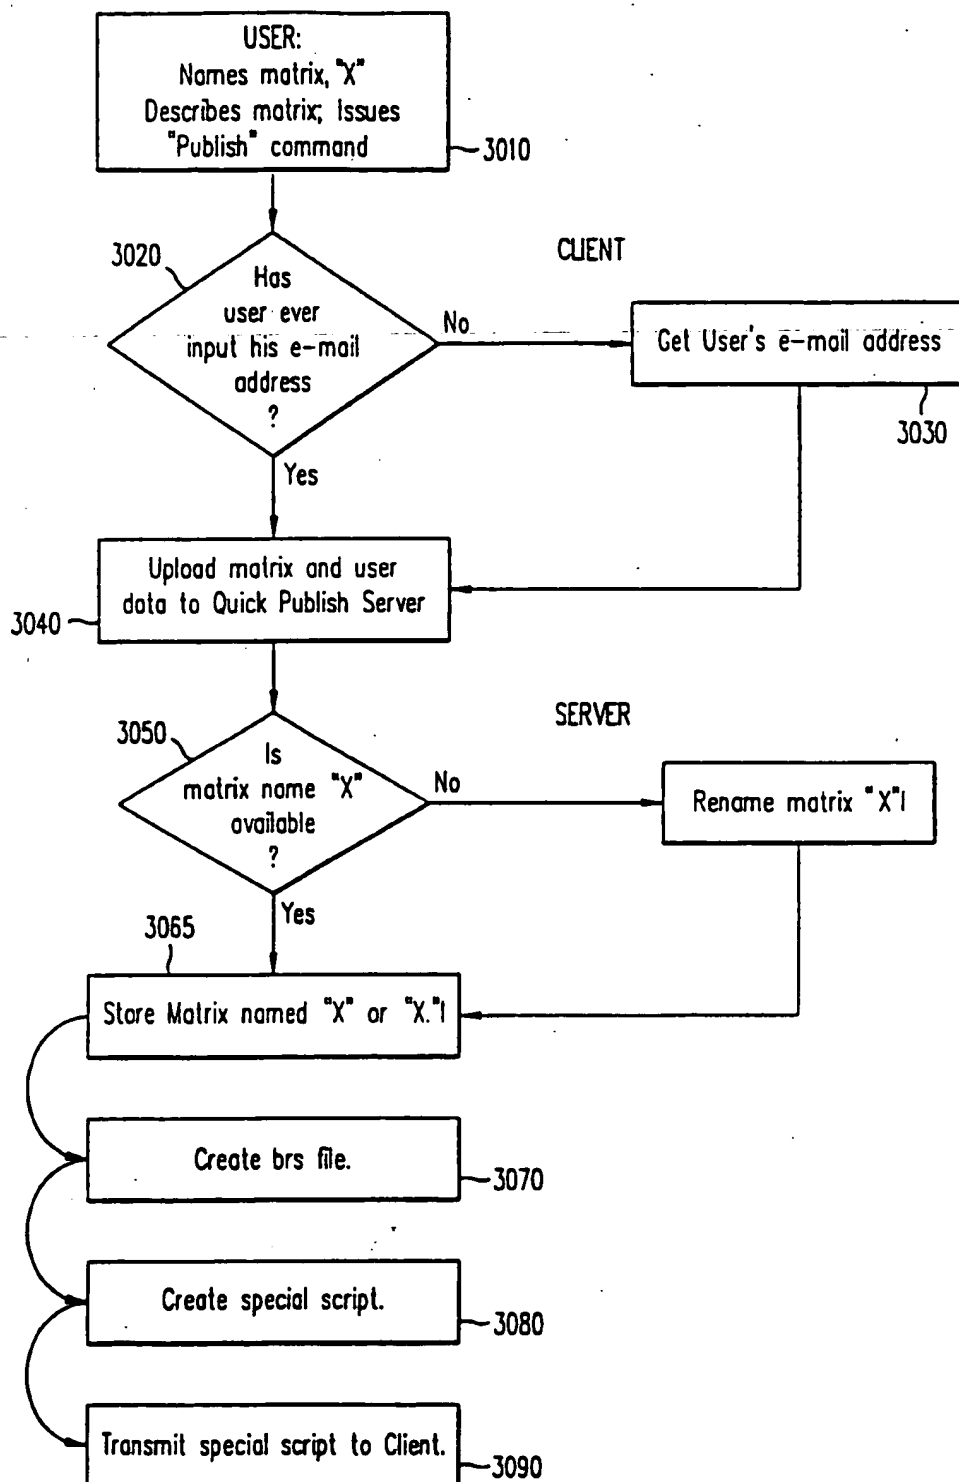 USER:
Names matrix, "X"
Describes matrix; Issues
"Publish" command
3010
3020
Has
user ever
input his e-mail
address
?
No
CLIENT
Get User's e-mail address
3030
Yes
Upload matrix and user
data to Quick Publish Server
3040
3050
Is
matrix name "X"
available
?
No
SERVER
Rename matrix "X"|
Yes
3065
Store Matrix named "X" or "X."|
Create brs file.
3070
Create special script.
3080
Transmit special script to Client.
3090